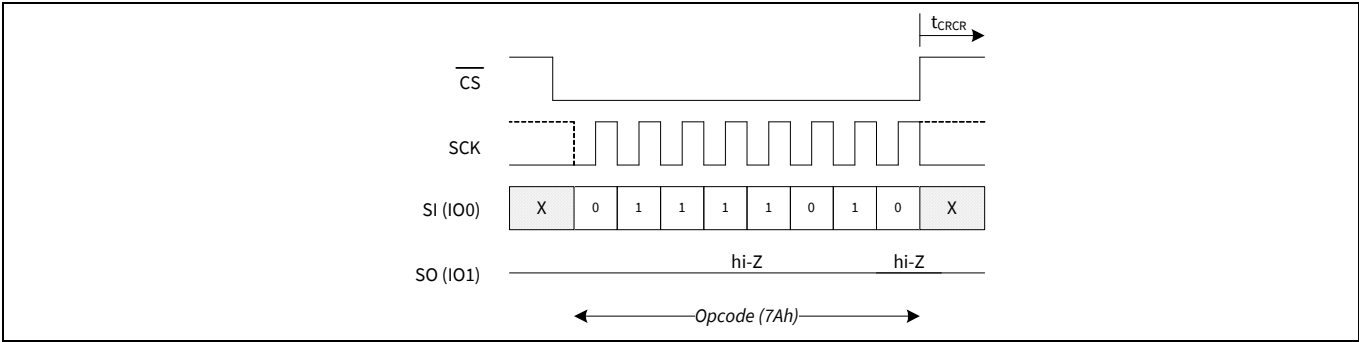 tCRCR
CS
SCK
SI (IO0) X 0 1 1 1 1 0 1 0 X
hi-Z hi-Z
SO (IO1)
Opcode (7Ah)